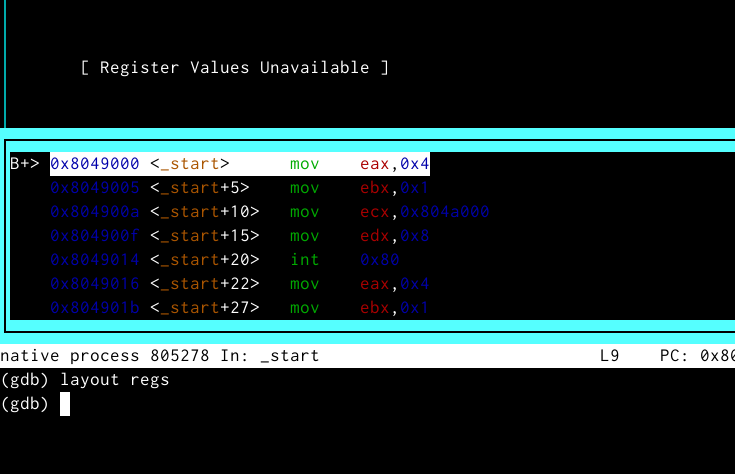 [ Register Values Unavailable ]
B+> 0x8049000 <_start> mov eax,0x4
0x8049005 <_start+5> mov ebx,0x1
0x804900a <_start+10> mov ecx,0x804a000
0x804900f <_start+15> mov edx,0x8
0x8049014 <_start+20> int 0x80
0x8049016 <_start+22> mov eax,0x4
0x804901b <_start+27> mov ebx,0x1
native process 805278 In: _start L9 PC: 0x80
(gdb) layout regs
(gdb)